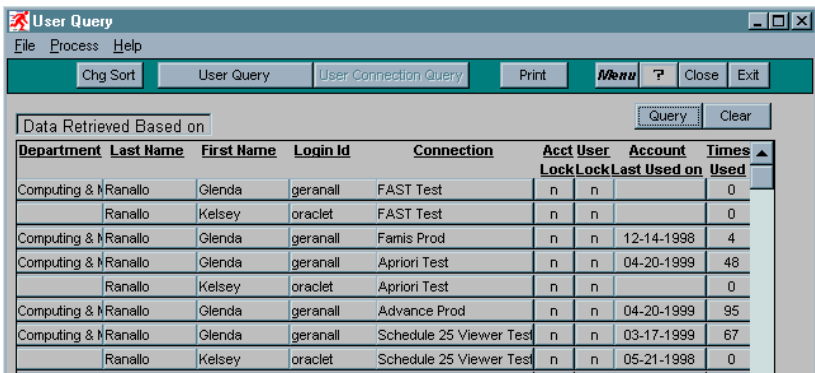 User Query
File Process Help
Chg Sort User Query User Connection Query Print Menu ? Close Exit
Query Clear
Data Retrieved Based on
Department Last Name First Name Login Id Connection Acct Lock User Lock Account Last Used on Times Used
Computing & M Ranallo Glenda geranall FAST Test n n 0
Ranallo Kelsey oraclet FAST Test n n 0
Computing & M Ranallo Glenda geranall Famis Prod n n 12-14-1998 4
Computing & M Ranallo Glenda geranall Apriori Test n n 04-20-1999 48
Ranallo Kelsey oraclet Apriori Test n n 0
Computing & M Ranallo Glenda geranall Advance Prod n n 04-20-1999 95
Computing & M Ranallo Glenda geranall Schedule 25 Viewer Test n n 03-17-1999 67
Ranallo Kelsey oraclet Schedule 25 Viewer Test n n 05-21-1998 0